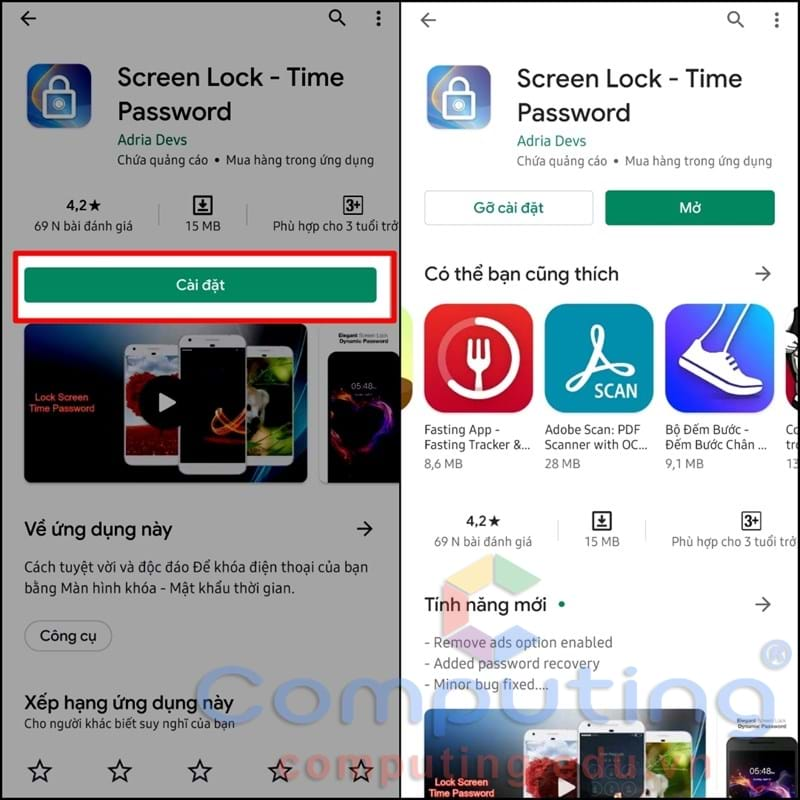 Screen Lock - Time
Password
Adria Devs
Chứa quảng cáo • Mua hàng trong ứng dụng
4,2★
69 N bài đánh giá
15 MB
3+
Phù hợp cho 3 tuổi trở
Cài đặt
Lock Screen
Time Password
Elegant Screen Lock
Dynamic Password
05:48
Về ứng dụng này
Cách tuyệt vời và độc đáo Để khóa điện thoại của bạn
bằng Màn hình khóa - Mật khẩu thời gian.
Công cụ
Xếp hạng ứng dụng này
Cho người khác biết suy nghĩ của bạn
Screen Lock - Time
Password
Adria Devs
Chứa quảng cáo • Mua hàng trong ứng dụng
Gỡ cài đặt
Mở
Có thể bạn cũng thích
SCAN
Fasting App -
Fasting Tracker &...
8,6 MB
Adobe Scan: PDF
Scanner with OC...
28 MB
Bộ Đếm Bước -
Đếm Bước Chân ...
9,1 MB
4,2★
69 N bài đánh giá
15 MB
3+
Phù hợp cho 3 tuổi trở
Tính năng mới •
- Remove ads option enabled
- Added password recovery
- Minor bug fixed....
Lock Screen
Time Password
Elegant Screen Lock
Dynamic Password
05:48
Computing ®
computing.edu.vn